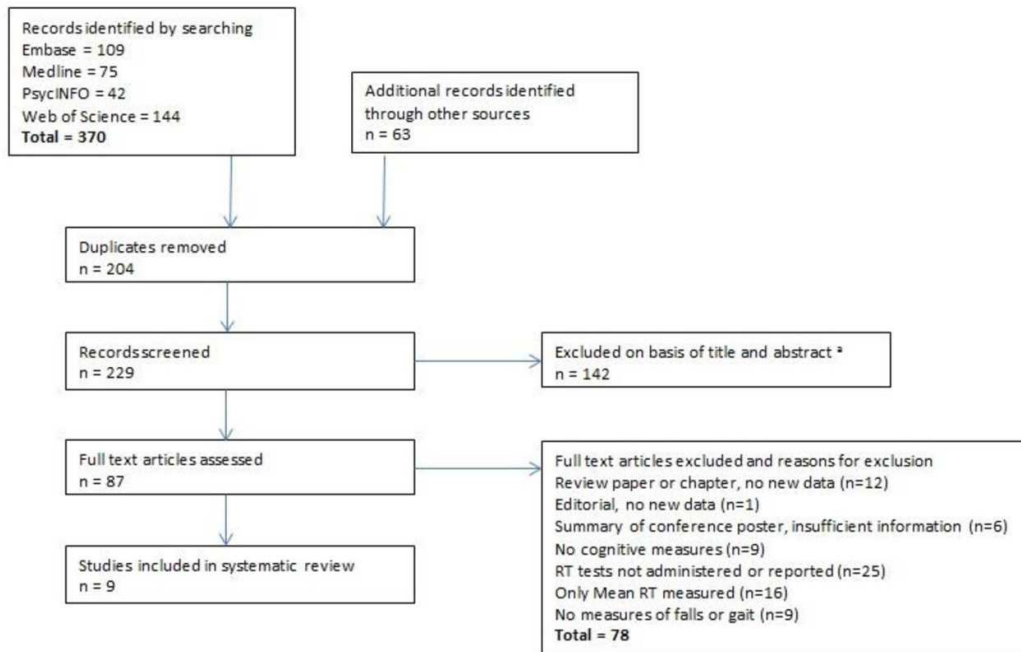 Records identified by searching
Embase = 109
Medline = 75
PsycINFO = 42
Web of Science = 144
Total = 370
Additional records identified
through other sources
n = 63
Duplicates removed
n = 204
Records screened
n = 229
Excluded on basis of title and abstract ª
n = 142
Full text articles assessed
n = 87
Full text articles excluded and reasons for exclusion
Review paper or chapter, no new data (n=12)
Editorial, no new data (n=1)
Summary of conference poster, insufficient information (n=6)
No cognitive measures (n=9)
RT tests not administered or reported (n=25)
Only Mean RT measured (n=16)
No measures of falls or gait (n=9)
Total = 78
Studies included in systematic review
n = 9